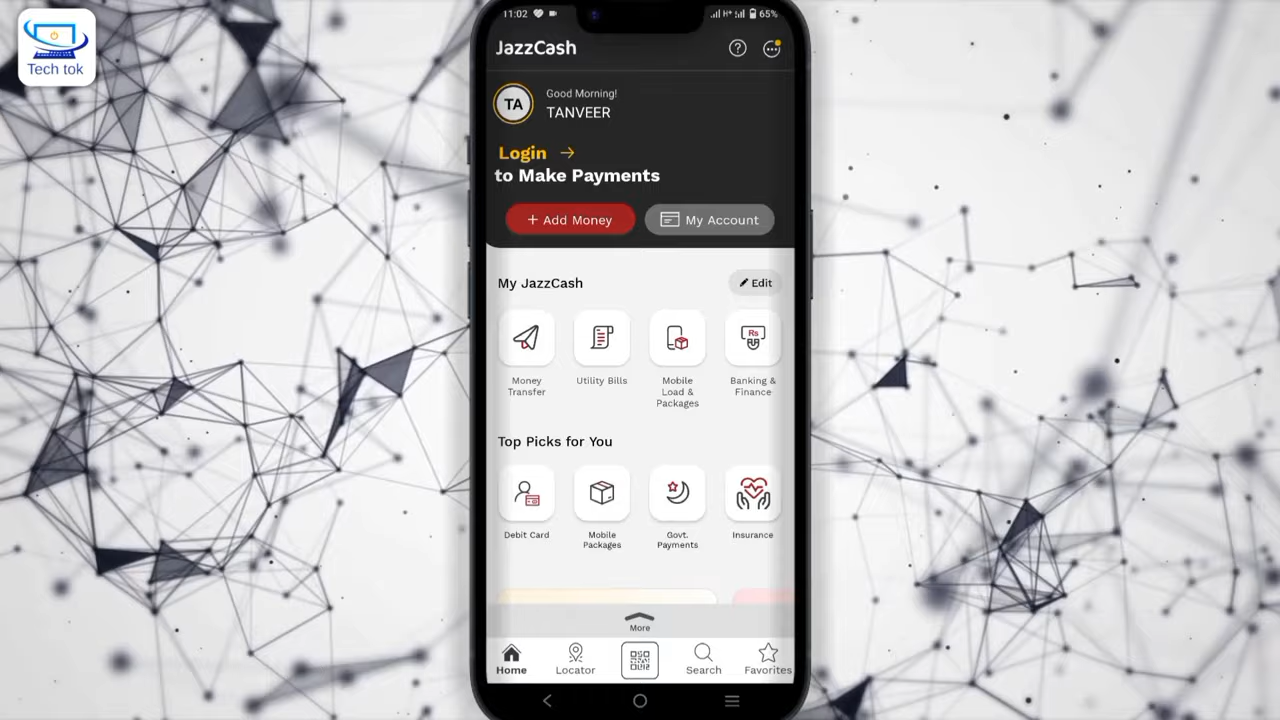 Tech tok
11:02
H+
65%
JazzCash
?
TA
Good Morning!
TANVEER
Login →
to Make Payments
+ Add Money
My Account
My JazzCash
Edit
Money
Transfer
Utility Bills
Mobile
Load &
Packages
Rs
Banking &
Finance
Top Picks for You
Debit Card
Mobile
Packages
Govt.
Payments
Insurance
More
Home
Locator
Search
Favorites